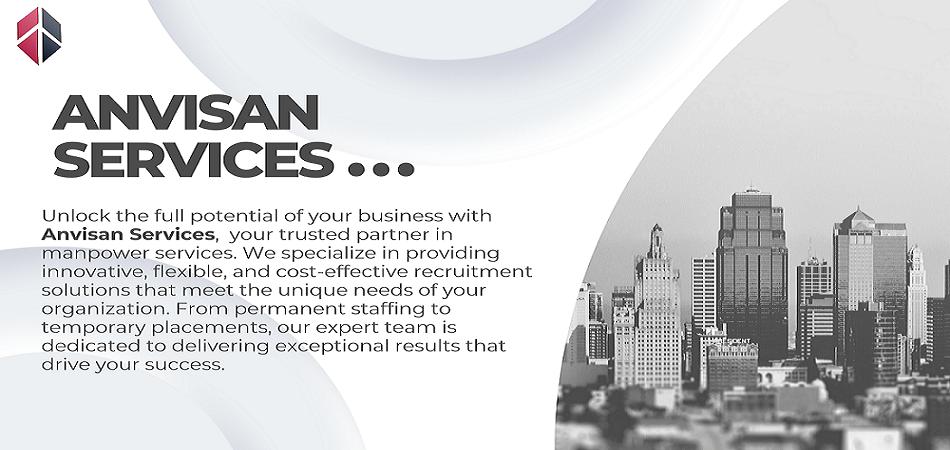 ANVISAN
SERVICES ...
Unlock the full potential of your business with
Anvisan Services, your trusted partner in
manpower services. We specialize in providing
innovative, flexible, and cost-effective recruitment
solutions that meet the unique needs of your
organization. From permanent staffing to
temporary placements, our expert team is
dedicated to delivering exceptional results that
drive your success.